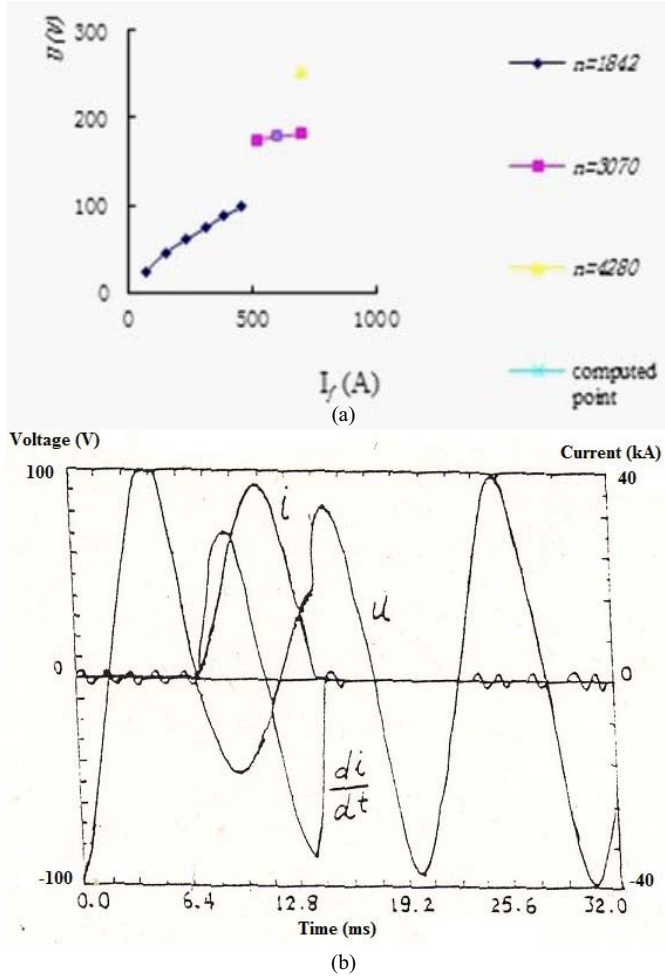 U (V)
300
200
100
0
0 500 1000
I_f (A)
n=1842
n=3070
n=4280
computed
point
(a)
Voltage (V)
Current (kA)
100
40
i
u
0
0
di
dt
-100
-40
0.0 6.4 12.8 19.2 25.6 32.0
Time (ms)
(b)